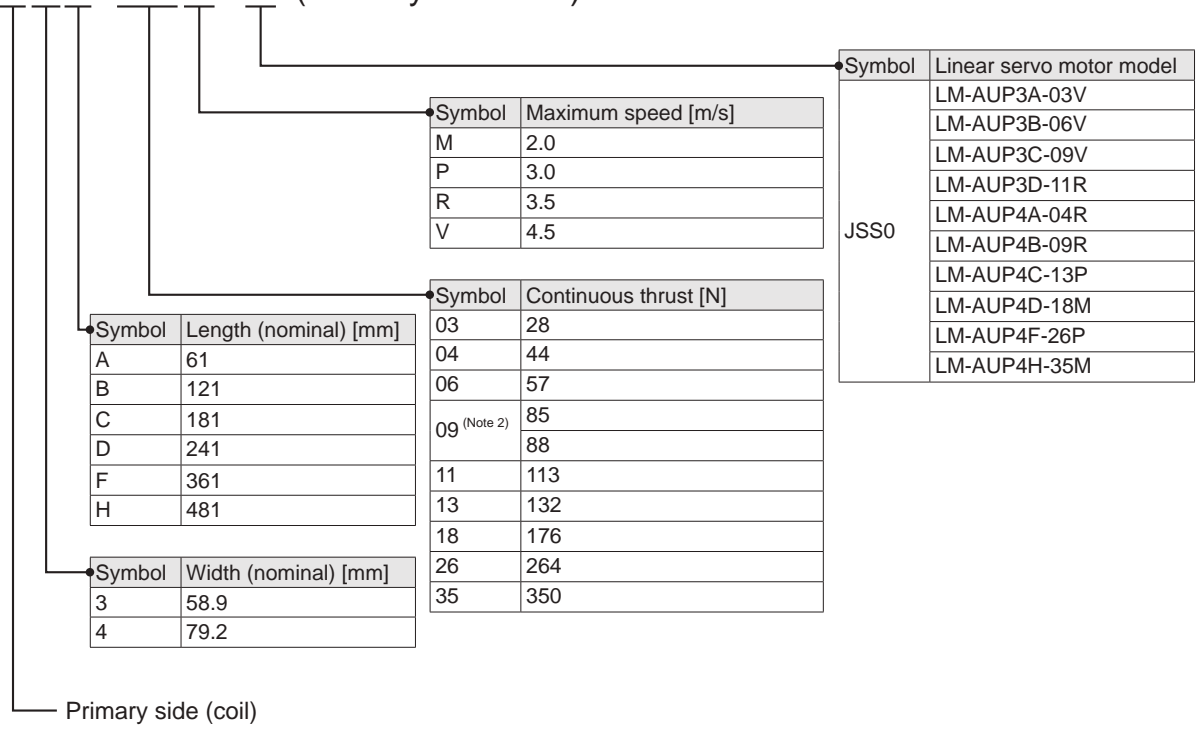 Symbol Linear servo motor model
JSS0
LM-AUP3A-03V
LM-AUP3B-06V
LM-AUP3C-09V
LM-AUP3D-11R
LM-AUP4A-04R
LM-AUP4B-09R
LM-AUP4C-13P
LM-AUP4D-18M
LM-AUP4F-26P
LM-AUP4H-35M
Symbol Maximum speed [m/s]
M 2.0
P 3.0
R 3.5
V 4.5
Symbol Continuous thrust [N]
03 28
04 44
06 57
09 (Note 2) 85
88
11 113
13 132
18 176
26 264
35 350
Symbol Length (nominal) [mm]
A 61
B 121
C 181
D 241
F 361
H 481
Symbol Width (nominal) [mm]
3 58.9
4 79.2
Primary side (coil)